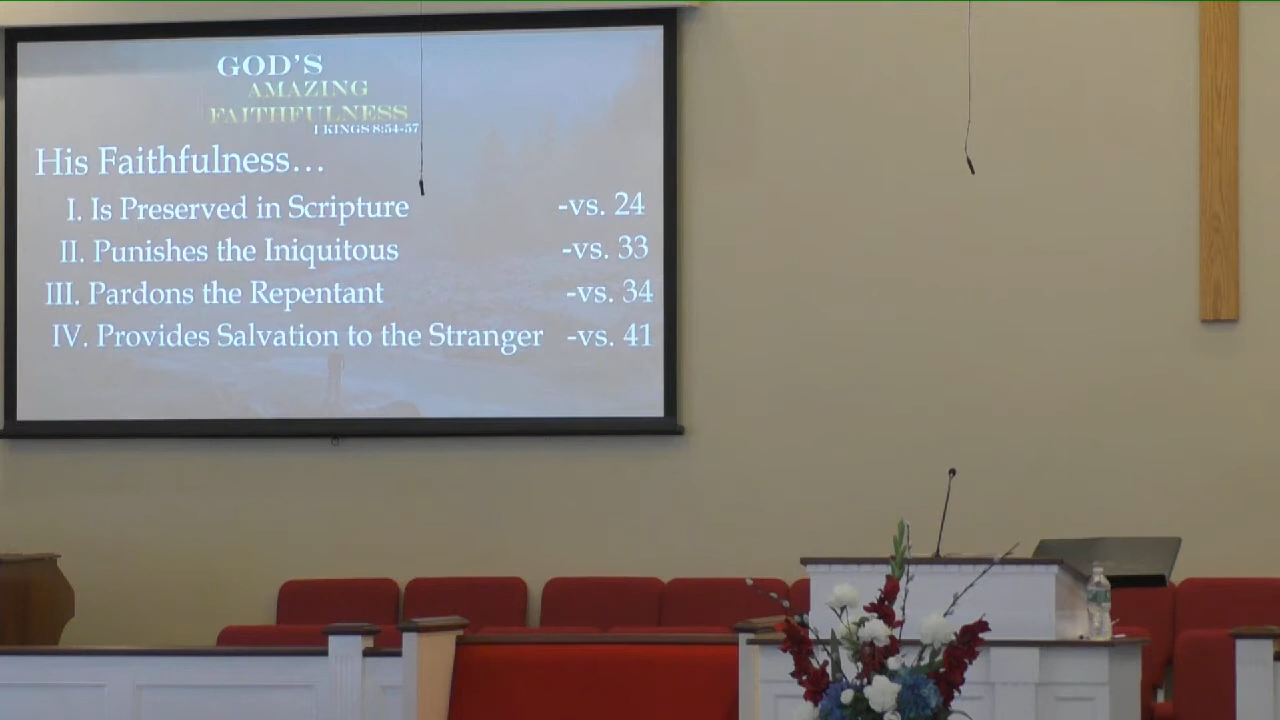 GOD'S
AMAZING
FAITHFULNESS
1 KINGS 8:54-57
His Faithfulness...
I. Is Preserved in Scripture -vs. 24
II. Punishes the Iniquitous -vs. 33
III. Pardons the Repentant -vs. 34
IV. Provides Salvation to the Stranger -vs. 41